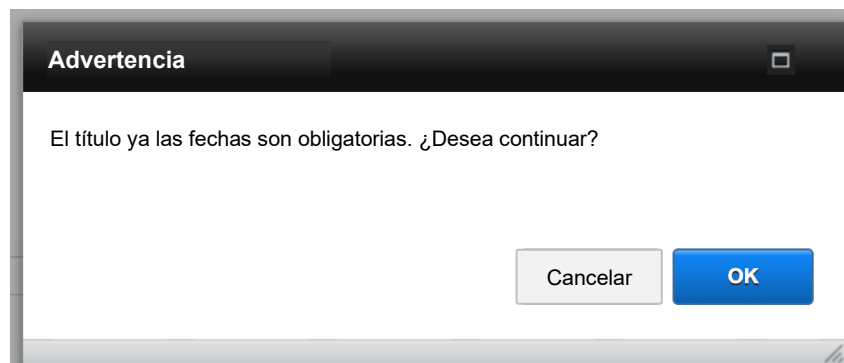 Advertencia
El título ya las fechas son obligatorias. ¿Desea continuar?
Cancelar OK